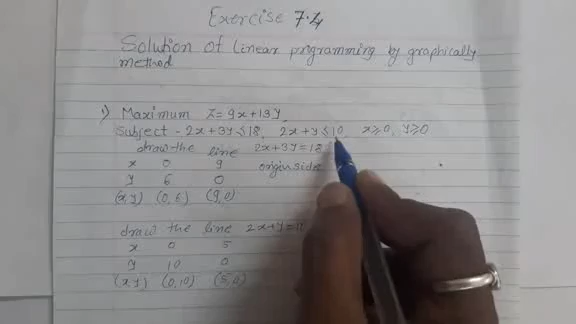 Exercise 7.4
Solution of linear programming by graphically
method
1) Maximum Z = 9x+13y
Subject - 2x+3y ≤ 18, 2x+y ≤ 10, x ≥ 0, y ≥ 0
draw the line 2x+3y = 18
x 0 9 origin side
y 6 0
(x,y) (0,6) (9,0)
draw the line 2x+y =
x 0 5
y 10 0
(x,y) (0,10) (5,0)